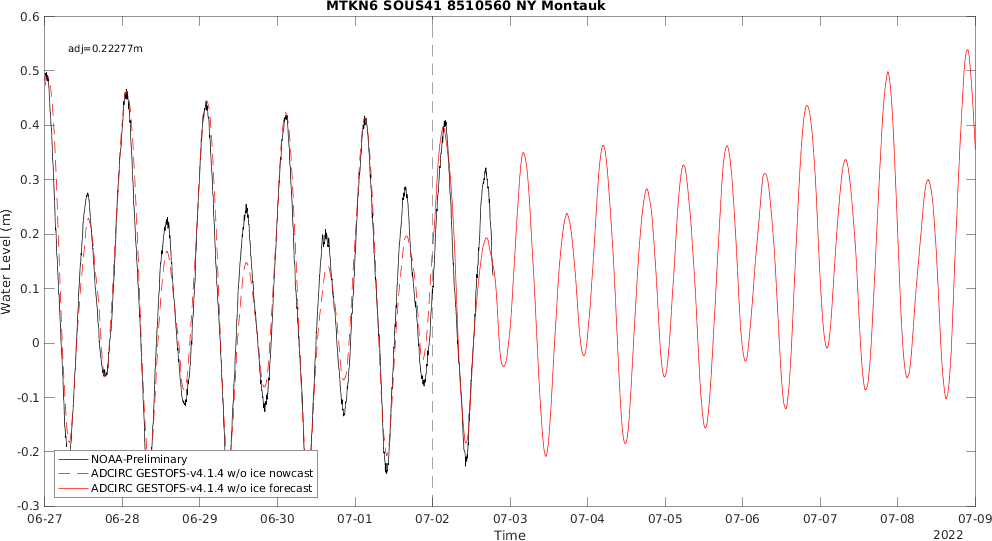 MTKN6 SOUS41 8510560 NY Montauk
0.6
adj=0.22277m
0.5
0.4
0.3
0.2
0.1
0
-0.1
-0.2
-0.3
Water Level (m)
NOAA-Preliminary
ADCIRC GESTOFS-v4.1.4 w/o ice nowcast
ADCIRC GESTOFS-v4.1.4 w/o ice forecast
06-27 06-28 06-29 06-30 07-01 07-02 07-03 07-04 07-05 07-06 07-07 07-08 07-09
Time
2022